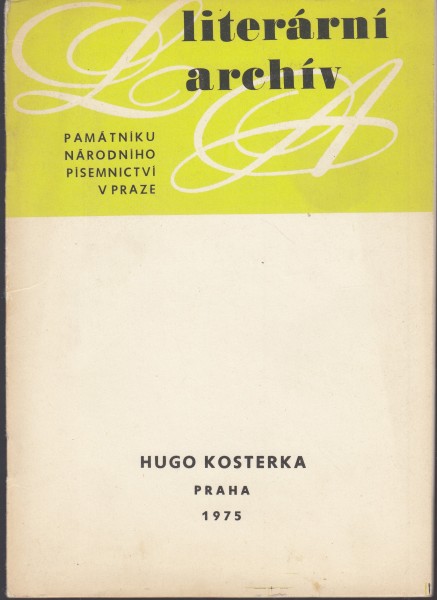 literární
archív
L A
PAMÁTNÍKU
NÁRODNÍHO
PÍSEMNICTVÍ
V PRAZE
HUGO KOSTERKA
PRAHA
1975